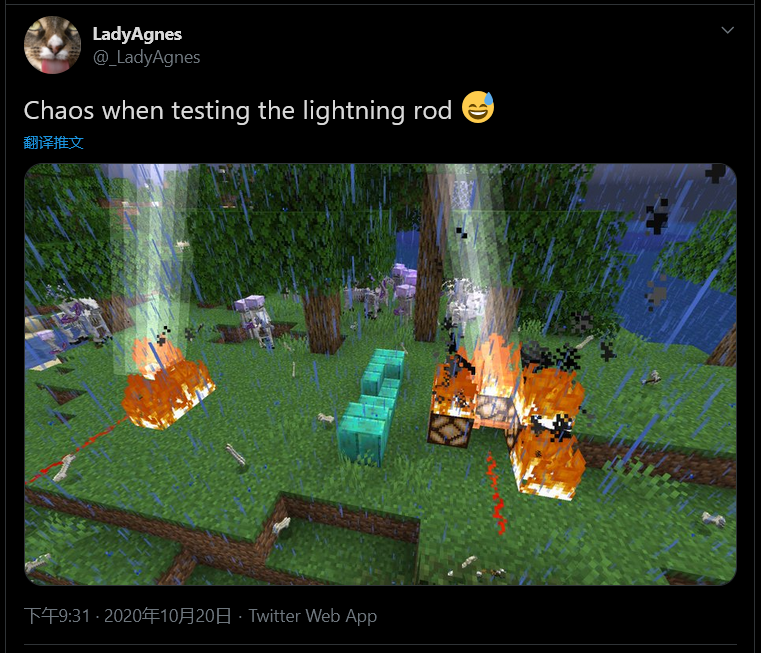 LadyAgnes
@_LadyAgnes
Chaos when testing the lightning rod 😅
翻译推文
下午9:31 · 2020年10月20日 · Twitter Web App